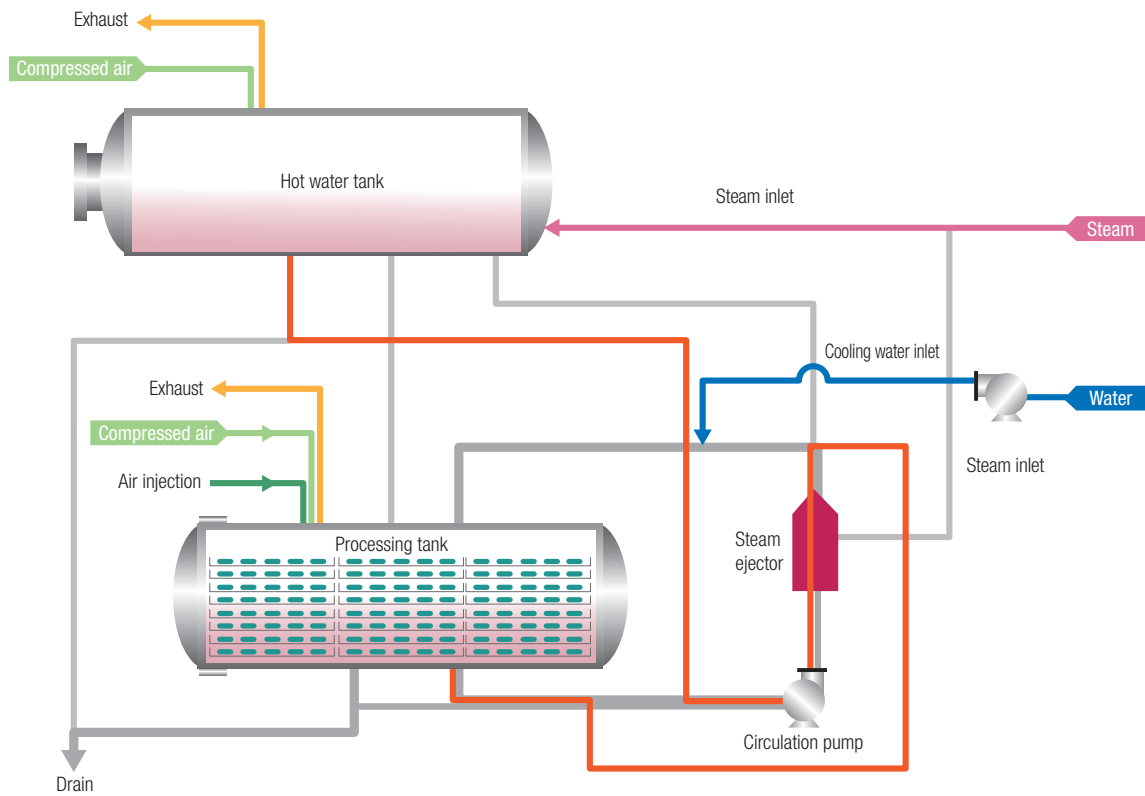 Exhaust
Compressed air
Hot water tank
Steam inlet
Steam
Cooling water inlet
Exhaust
Water
Compressed air
Steam inlet
Air injection
Processing tank
Steam
ejector
Circulation pump
Drain